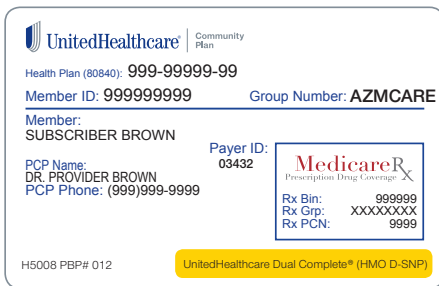 UnitedHealthcare® Community Plan
Health Plan (80840): 999-99999-99
Member ID: 999999999 Group Number: AZMCARE
Member:
SUBSCRIBER BROWN
Payer ID:
03432
PCP Name:
DR. PROVIDER BROWN
PCP Phone: (999)999-9999
MedicareRx
Prescription Drug Coverage
Rx Bin: 999999
Rx Grp: XXXXXXXX
Rx PCN: 9999
H5008 PBP# 012
UnitedHealthcare Dual Complete® (HMO D-SNP)